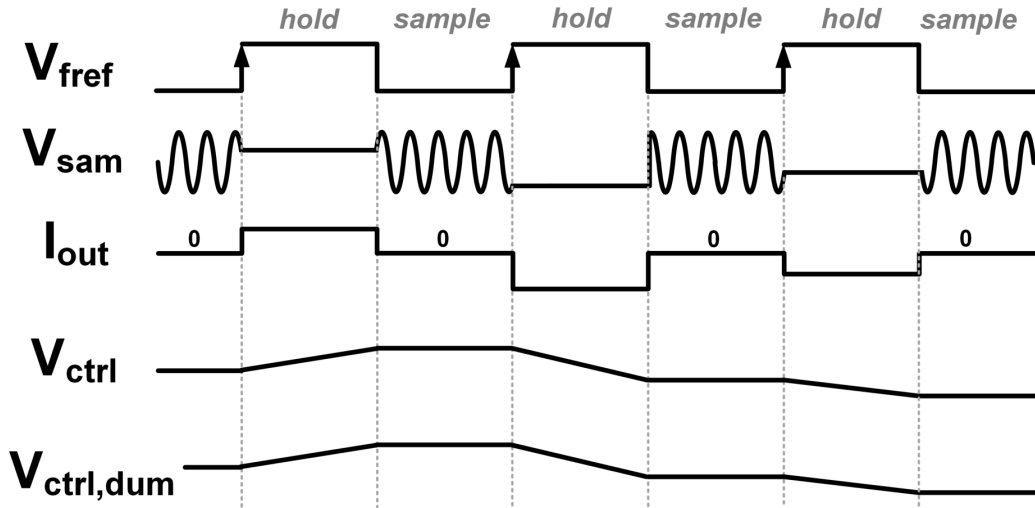 hold sample hold sample hold sample
Vfref
Vsam
Iout
0 0 0 0
Vctrl
Vctrl,dum